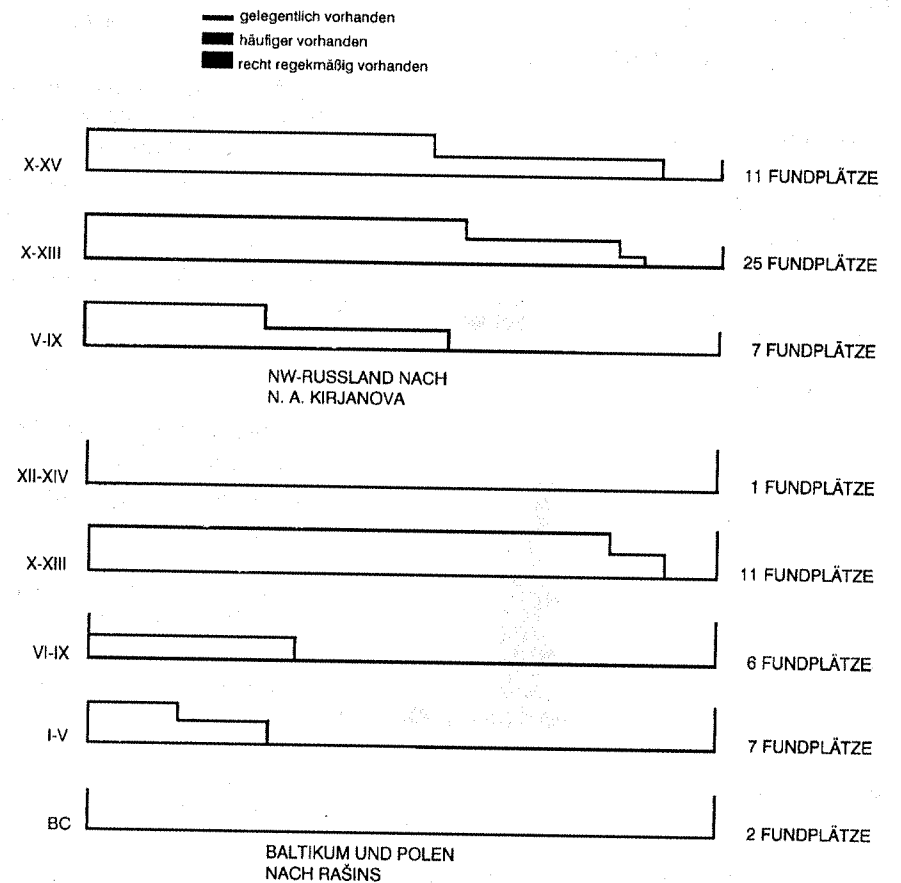 gelegentlich vorhanden
häufiger vorhanden
recht regekmäßig vorhanden
X-XV
11 FUNDPLÄTZE
X-XIII
25 FUNDPLÄTZE
V-IX
7 FUNDPLÄTZE
NW-RUSSLAND NACH
N. A. KIRJANOVA
XII-XIV
1 FUNDPLÄTZE
X-XIII
11 FUNDPLÄTZE
VI-IX
6 FUNDPLÄTZE
I-V
7 FUNDPLÄTZE
BC
2 FUNDPLÄTZE
BALTIKUM UND POLEN
NACH RAŠINS